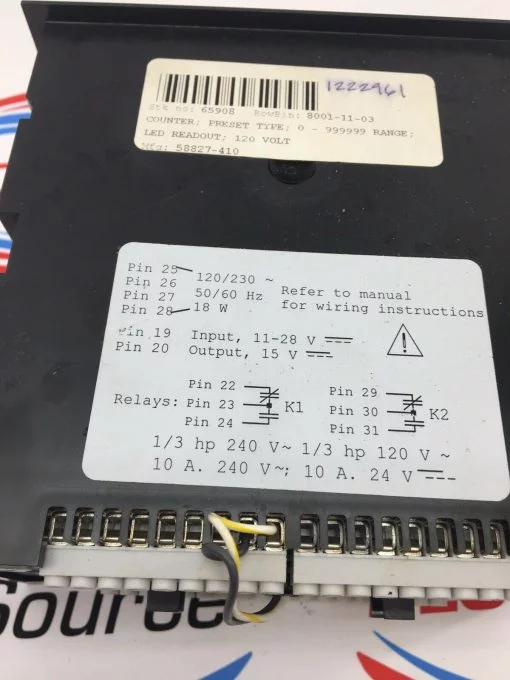 1222961
Stk no: 65908 Row/Bin: 8001-11-03
COUNTER; PRESET TYPE; 0 - 999999 RANGE;
LED READOUT; 120 VOLT
Mfg: 58827-410
Pin 25
Pin 26
Pin 27
Pin 28
120/230 ~
50/60 Hz
18 W
Refer to manual
for wiring instructions
Pin 19 Input, 11-28 V
Pin 20 Output, 15 V
Relays:
Pin 22
Pin 23
Pin 24
K1
Pin 29
Pin 30
Pin 31
K2
1/3 hp 240 V~ 1/3 hp 120 V ~
10 A. 240 V~; 10 A. 24 V
Source